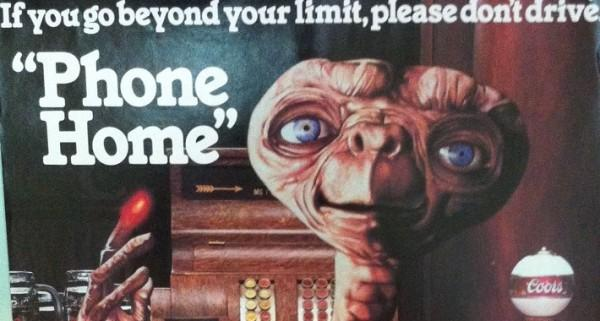 If you go beyond your limit, please don't drive.
"Phone
Home"
Coors